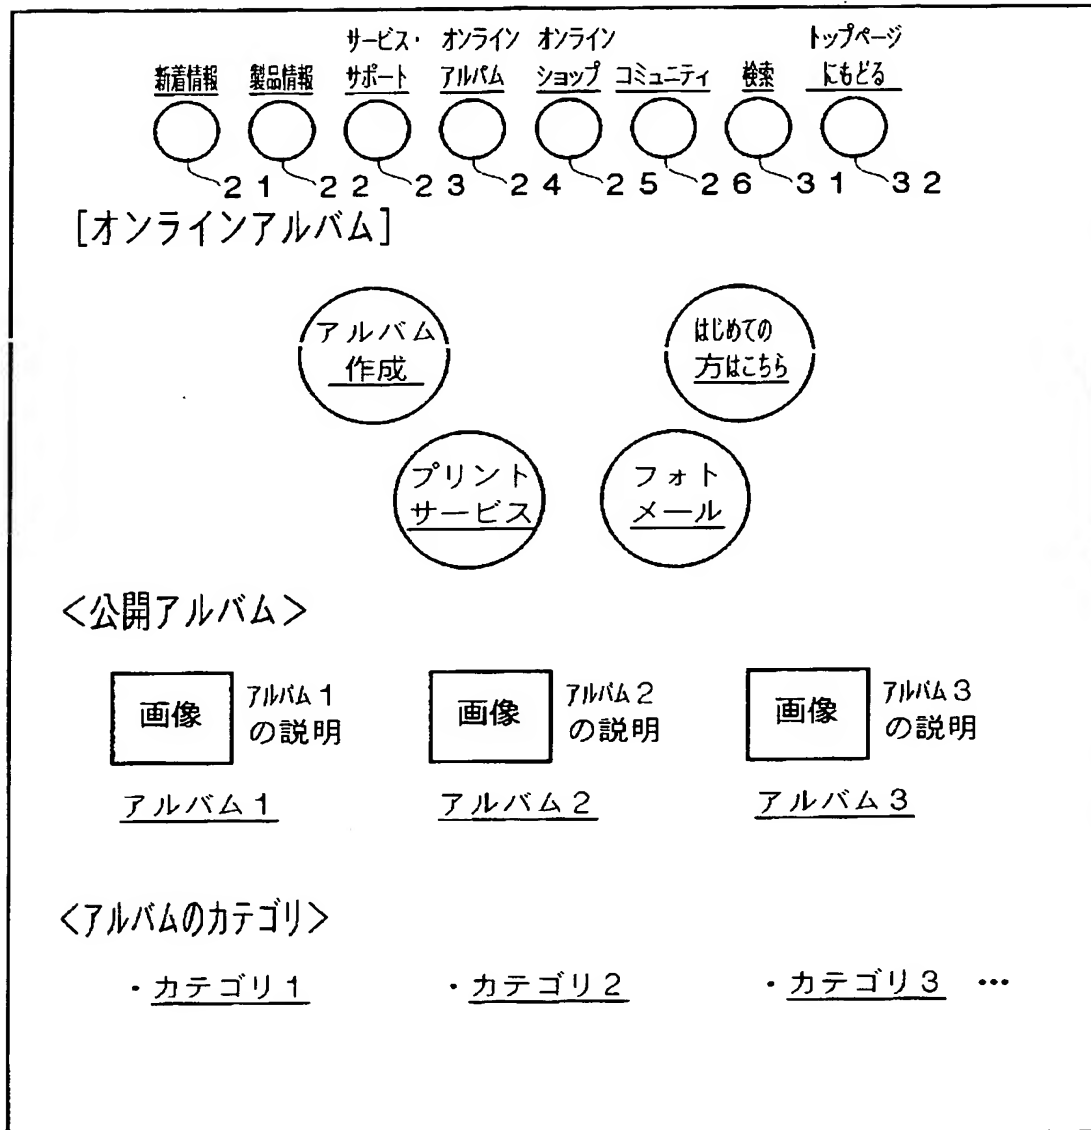 サービス・ オンライン オンライン トップページ
新着情報 製品情報 サポート アルバム ショップ コミュニティ 検索 にもどる
21 22 23 24 25 26 31 32
[オンラインアルバム]
アルバム はじめての
作成 方はこちら
プリント フォト
サービス メール
<公開アルバム>
画像 アルバム1 画像 アルバム2 画像 アルバム3
の説明 の説明 の説明
アルバム1 アルバム2 アルバム3
<アルバムのカテゴリ>
・カテゴリ1 ・カテゴリ2 ・カテゴリ3 …